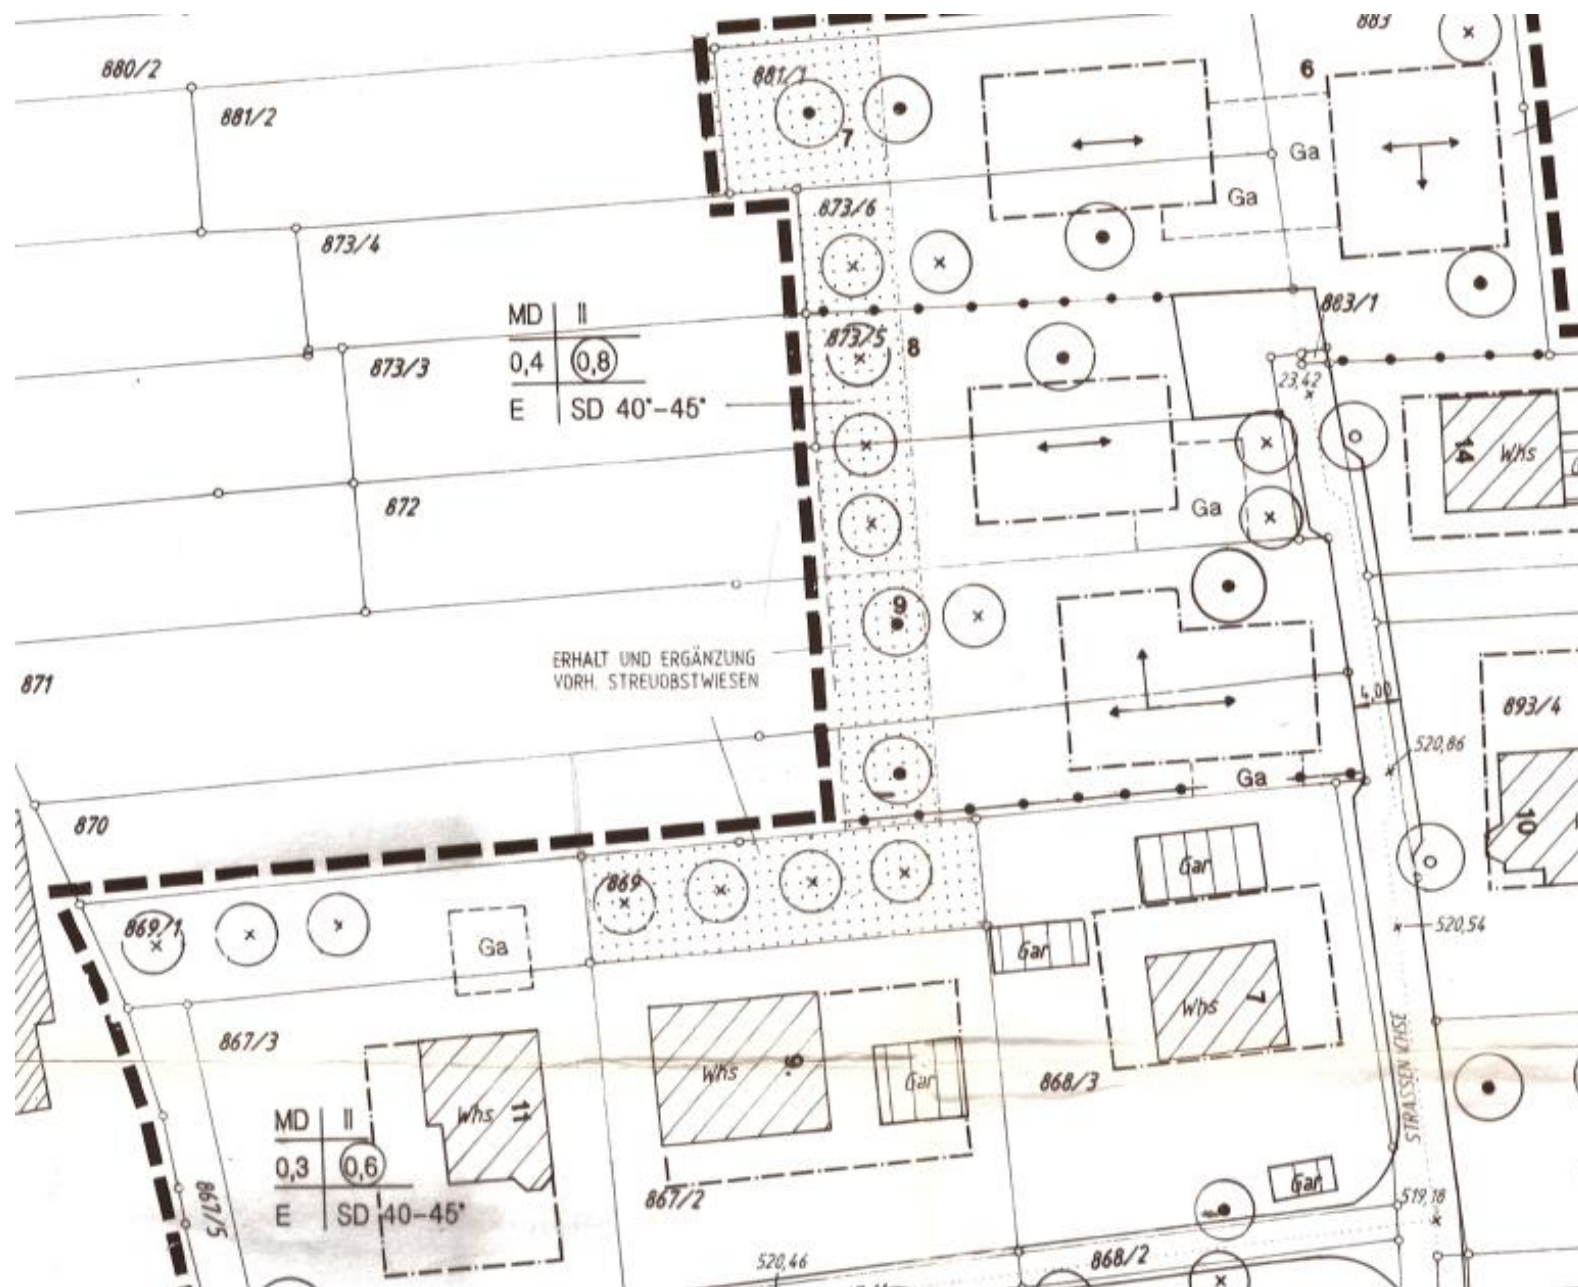 880/2
881/2
881/1
7
883
6
Ga
Ga
873/6
873/4
883/1
MD II
0,4 0,8
E SD 40°-45°
873/5
8
873/3
23,42
14
Whs
872
Ga
9
ERHALT UND ERGÄNZUNG
VORH. STREUOBSTWIESEN
871
4,00
893/4
520,86
Ga
870
10
Gar
869
869/1
Ga
Gar
520,54
Whs
7
STRASSENACHSE
867/3
Whs
9
Gar
868/3
MD II
0,3 0,6
E SD 40-45°
Whs
11
867/5
867/2
Gar
519,18
520,46
868/2